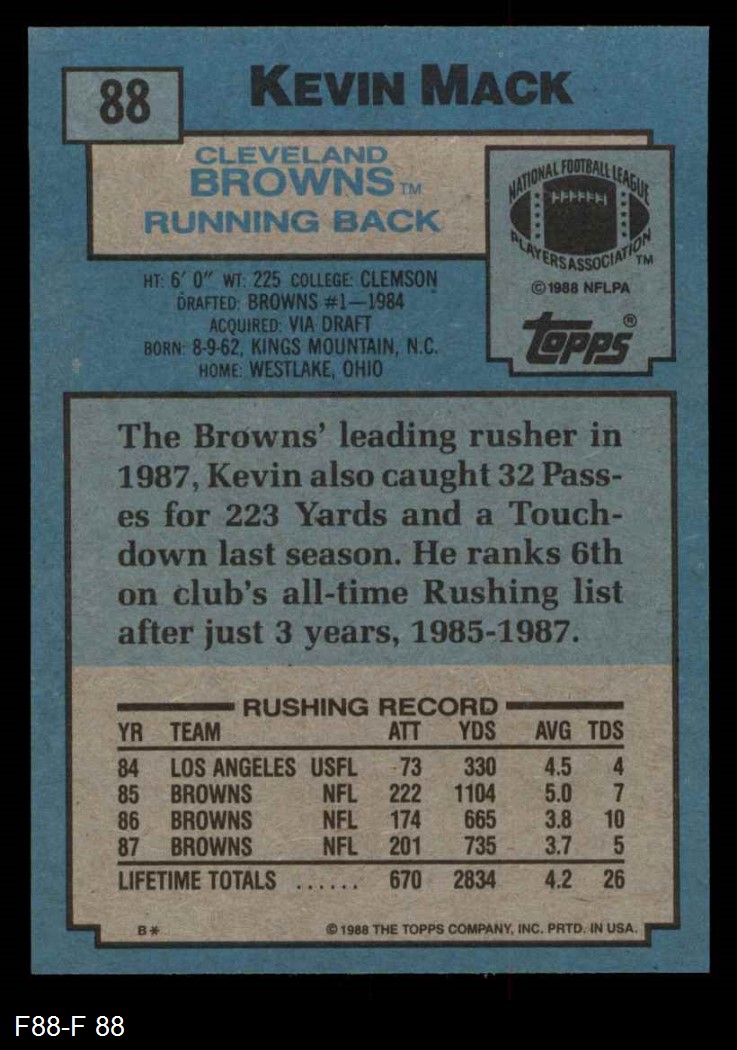 88
KEVIN MACK
CLEVELAND
BROWNS TM
RUNNING BACK
NATIONAL FOOTBALL LEAGUE
PLAYERS ASSOCIATION TM
© 1988 NFLPA
topps®
HT: 6' 0" WT: 225 COLLEGE: CLEMSON
DRAFTED: BROWNS #1—1984
ACQUIRED: VIA DRAFT
BORN: 8-9-62, KINGS MOUNTAIN, N.C.
HOME: WESTLAKE, OHIO
The Browns' leading rusher in
1987, Kevin also caught 32 Pass-
es for 223 Yards and a Touch-
down last season. He ranks 6th
on club's all-time Rushing list
after just 3 years, 1985-1987.
RUSHING RECORD
YR TEAM ATT YDS AVG TDS
84 LOS ANGELES USFL 73 330 4.5 4
85 BROWNS NFL 222 1104 5.0 7
86 BROWNS NFL 174 665 3.8 10
87 BROWNS NFL 201 735 3.7 5
LIFETIME TOTALS ...... 670 2834 4.2 26
B* © 1988 THE TOPPS COMPANY, INC. PRTD. IN USA.
F88-F 88